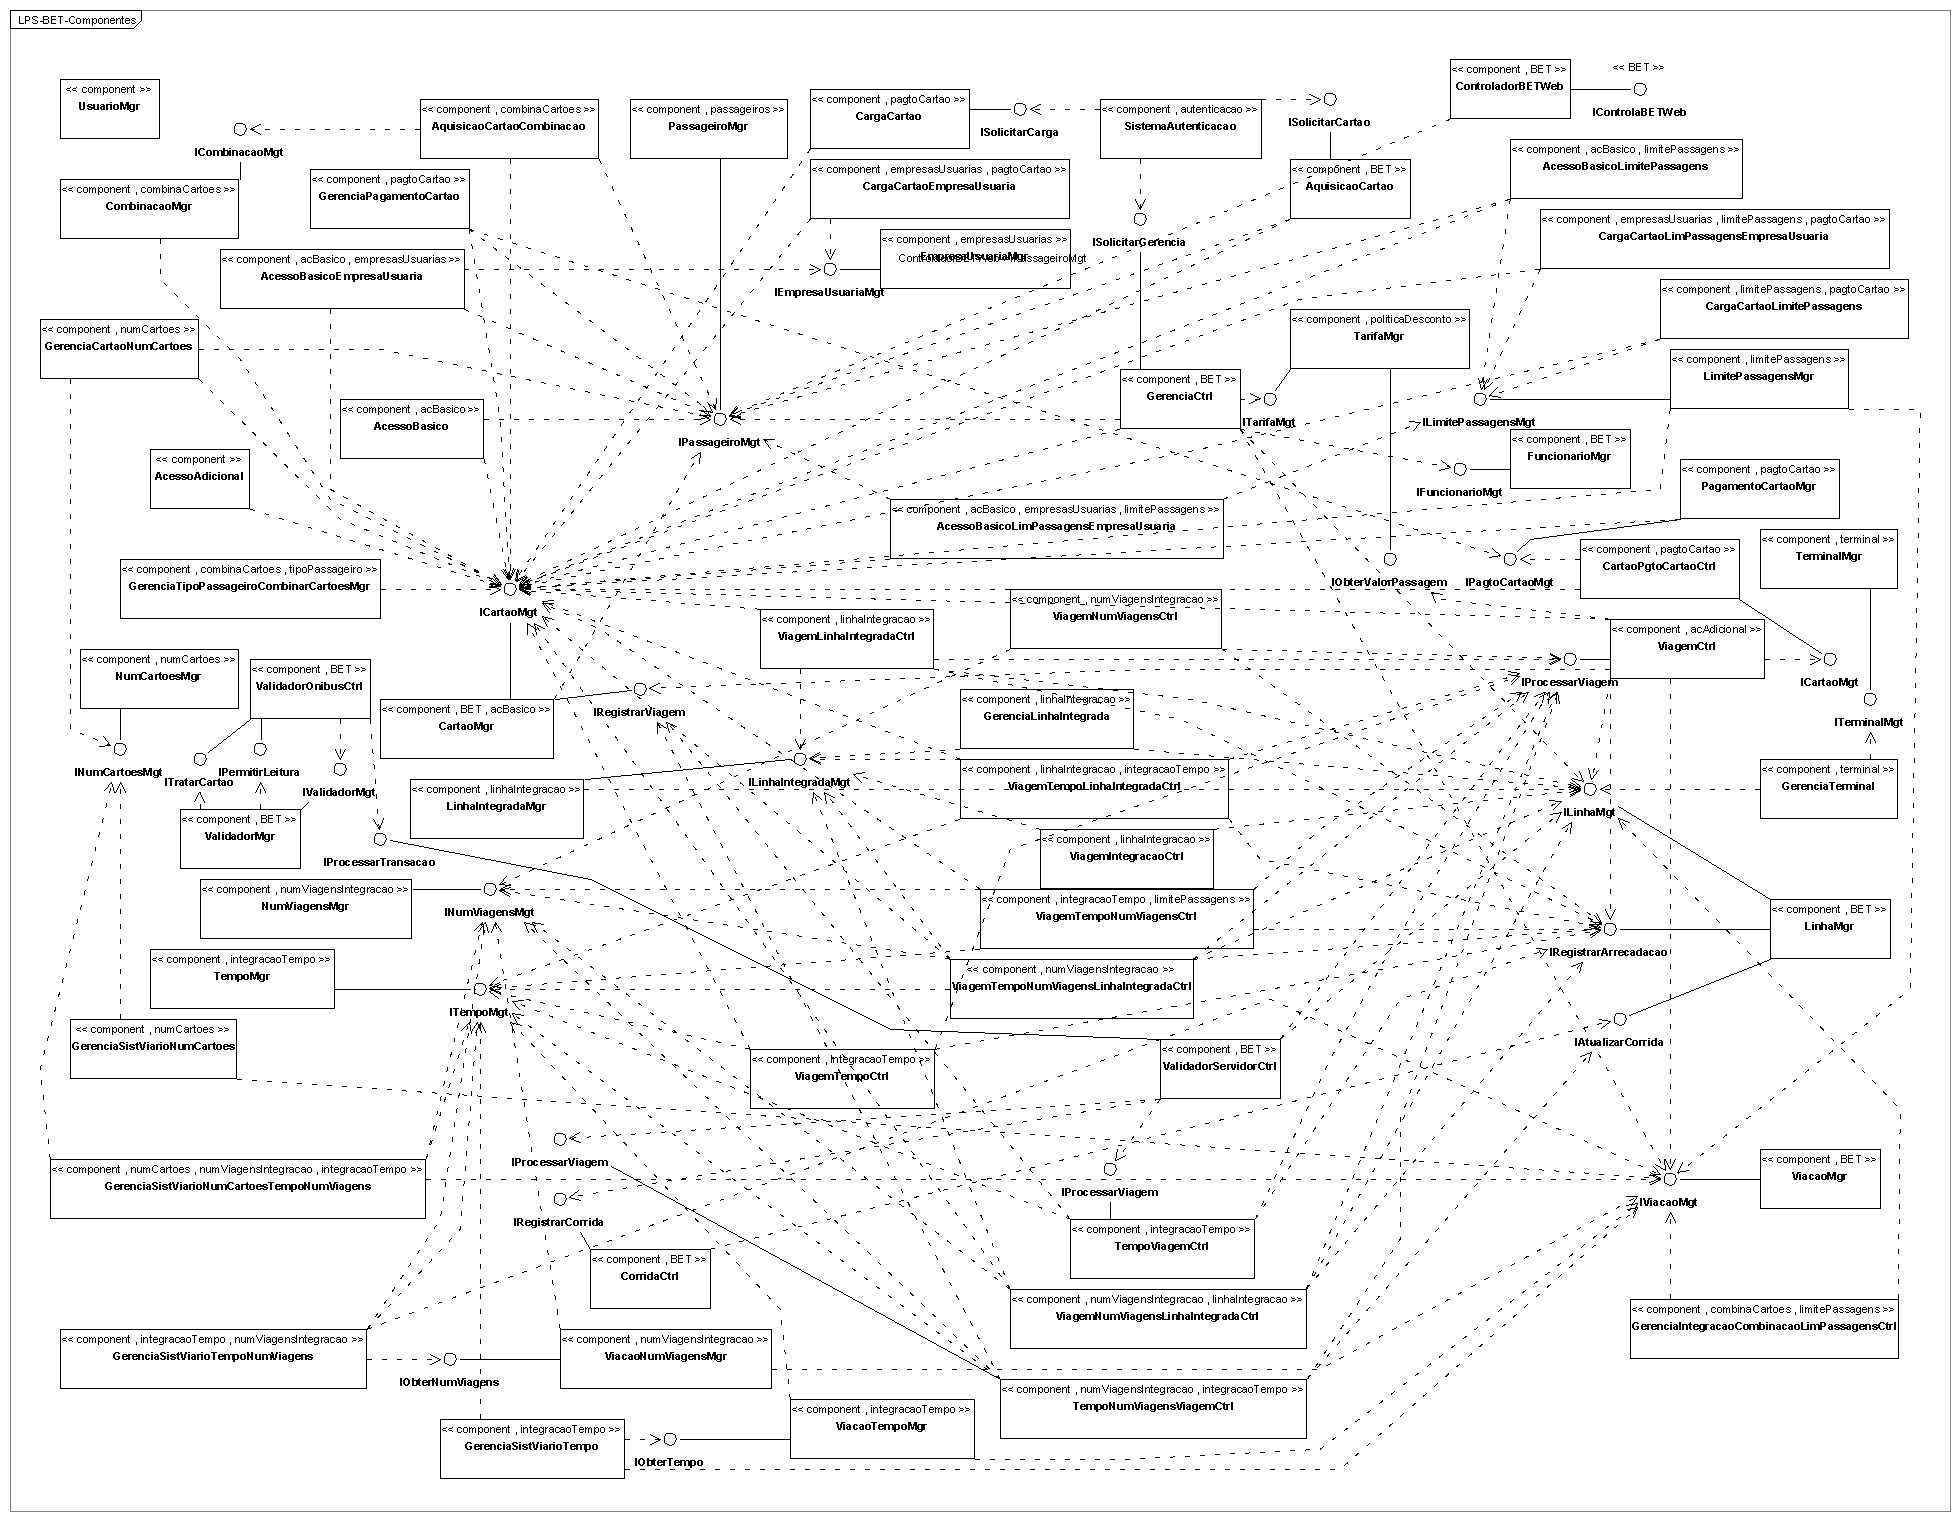 LPS-BET-Componentes
<< component >>
UsuarioMgr
<< component , combinaCartoes >>
AquisicaoCartaoCombinacao
<< component , passageiros >>
PassageiroMgr
<< component , pagtoCartao >>
CargaCartao
ISolicitarCarga
<< component , autenticacao >>
SistemaAutenticacao
ISolicitarCartao
<< component , BET >>
ControladorBETWeb
<< BET >>
IControlaBETWeb
ICombinacaoMgt
<< component , combinaCartoes >>
CombinacaoMgr
<< component , pagtoCartao >>
GerenciaPagamentoCartao
<< component , empresasUsuarias , pagtoCartao >>
CargaCartaoEmpresaUsuaria
<< component , BET >>
AquisicaoCartao
<< component , acBasico , limitePassagens >>
AcessoBasicoLimitePassagens
<< component , empresasUsuarias , limitePassagens , pagtoCartao >>
CargaCartaoLimPassagensEmpresaUsuaria
<< component , acBasico , empresasUsuarias >>
AcessoBasicoEmpresaUsuaria
<< component , empresasUsuarias >>
EmpresaUsuariaMgr
IEmpresaUsuariaMgt
ISolicitarGerencia
<< component , limitePassagens , pagtoCartao >>
CargaCartaoLimitePassagens
<< component , numCartoes >>
GerenciaCartaoNumCartoes
<< component , politicaDesconto >>
TarifaMgr
<< component , limitePassagens >>
LimitePassagensMgr
<< component , BET >>
GerenciaCtrl
ITarifaMgt
ILimitePassagensMgt
<< component , acBasico >>
AcessoBasico
IPassageiroMgt
<< component , BET >>
FuncionarioMgr
IFuncionarioMgt
<< component >>
AcessoAdicional
<< component , acBasico , empresasUsuarias , limitePassagens >>
AcessoBasicoLimPassagensEmpresaUsuaria
<< component , pagtoCartao >>
PagamentoCartaoMgr
<< component , terminal >>
TerminalMgr
<< component , combinaCartoes , tipoPassageiro >>
GerenciaTipoPassageiroCombinarCartoesMgr
ICartaoMgt
IObterValorPassagem
IPagtoCartaoMgt
<< component , pagtoCartao >>
CartaoPgtoCartaoCtrl
<< component , linhaIntegracao >>
ViagemLinhaIntegradaCtrl
<< component , numViagensIntegracao >>
ViagemNumViagensCtrl
<< component , acAdicional >>
ViagemCtrl
<< component , numCartoes >>
NumCartoesMgr
<< component , BET >>
ValidadorOnibusCtrl
<< component , BET , acBasico >>
CartaoMgr
IRegistrarViagem
<< component , linhaIntegracao >>
GerenciaLinhaIntegrada
IProcessarViagem
ICartaoMgt
ITerminalMgt
INumCartoesMgt
ITratarCartao
IPermitirLeitura
IValidadorMgt
<< component , linhaIntegracao >>
LinhaIntegradaMgr
ILinhaIntegradaMgt
<< component , linhaIntegracao , integracaoTempo >>
ViagemTempoLinhaIntegradaCtrl
ILinhaMgt
<< component , terminal >>
GerenciaTerminal
<< component , BET >>
ValidadorMgr
IProcessarTransacao
<< component , linhaIntegracao >>
ViagemIntegracaoCtrl
<< component , numViagensIntegracao >>
NumViagensMgr
INumViagensMgt
<< component , integracaoTempo , limitePassagens >>
ViagemTempoNumViagensCtrl
<< component , BET >>
LinhaMgr
IRegistrarArrecadacao
<< component , integracaoTempo >>
TempoMgr
ITempoMgt
<< component , numViagensIntegracao >>
ViagemTempoNumViagensLinhaIntegradaCtrl
<< component , numCartoes >>
GerenciaSistViarioNumCartoes
IAtualizarCorrida
<< component , integracaoTempo >>
ViagemTempoCtrl
<< component , BET >>
ValidadorServidorCtrl
<< component , numCartoes , numViagensIntegracao , integracaoTempo >>
GerenciaSistViarioNumCartoesTempoNumViagens
IProcessarViagem
IRegistrarCorrida
IProcessarViagem
<< component , BET >>
ViacaoMgr
IViacaoMgt
<< component , integracaoTempo >>
TempoViagemCtrl
<< component , BET >>
CorridaCtrl
<< component , numViagensIntegracao , linhaIntegracao >>
ViagemNumViagensLinhaIntegradaCtrl
<< component , combinaCartoes , limitePassagens >>
GerenciaIntegracaoCombinacaoLimPassagensCtrl
<< component , integracaoTempo , numViagensIntegracao >>
GerenciaSistViarioTempoNumViagens
IObterNumViagens
<< component , numViagensIntegracao >>
ViacaoNumViagensMgr
<< component , numViagensIntegracao , integracaoTempo >>
TempoNumViagensViagemCtrl
<< component , integracaoTempo >>
ViacaoTempoMgr
<< component , integracaoTempo >>
GerenciaSistViarioTempo
IObterTempo